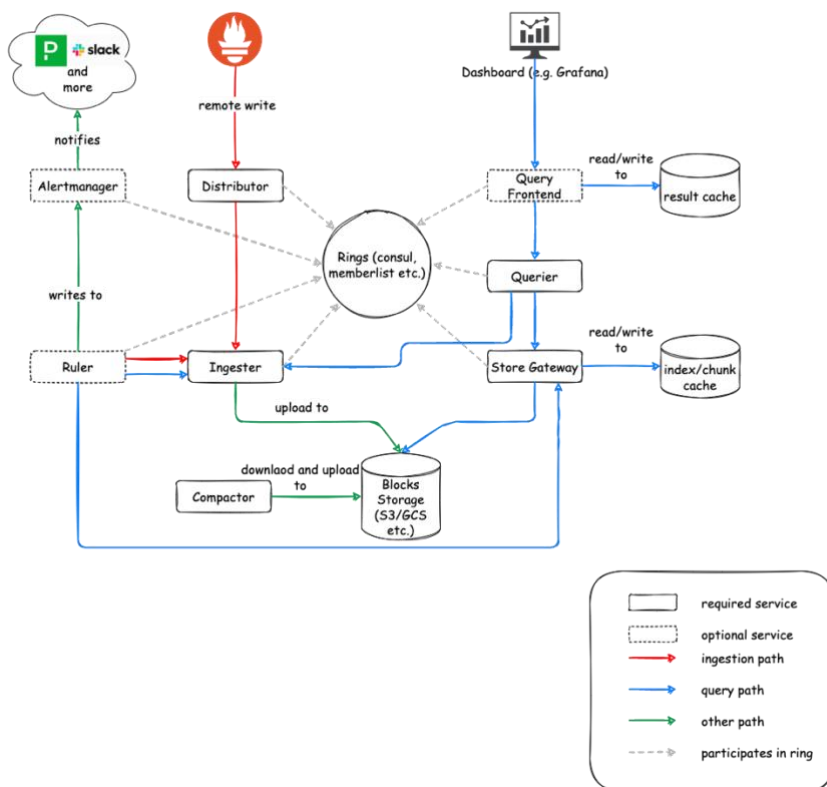 slack
and
more
Dashboard (e.g. Grafana)
remote write
notifies
read/write
to
Alertmanager
Distributor
Query
Frontend
result cache
Rings (consul,
memberlist etc.)
Querier
writes to
read/write
to
Ruler
Ingester
Store Gateway
index/chunk
cache
upload to
downlaod and upload
to
Compactor
Blocks
Storage
(S3/GCS
etc.)
required service
optional service
ingestion path
query path
other path
participates in ring